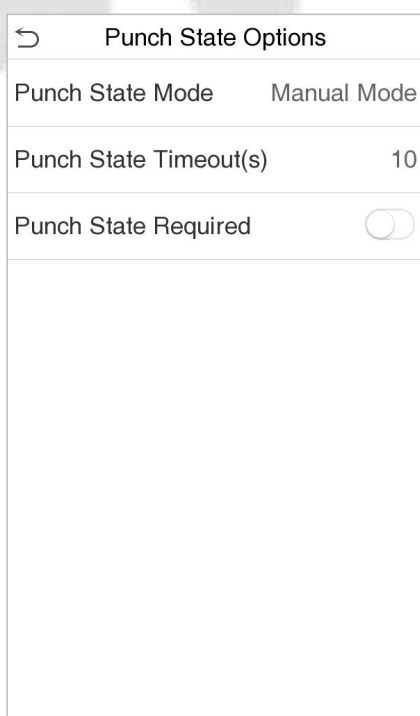 Punch State Options
Punch State Mode Manual Mode
Punch State Timeout(s) 10
Punch State Required